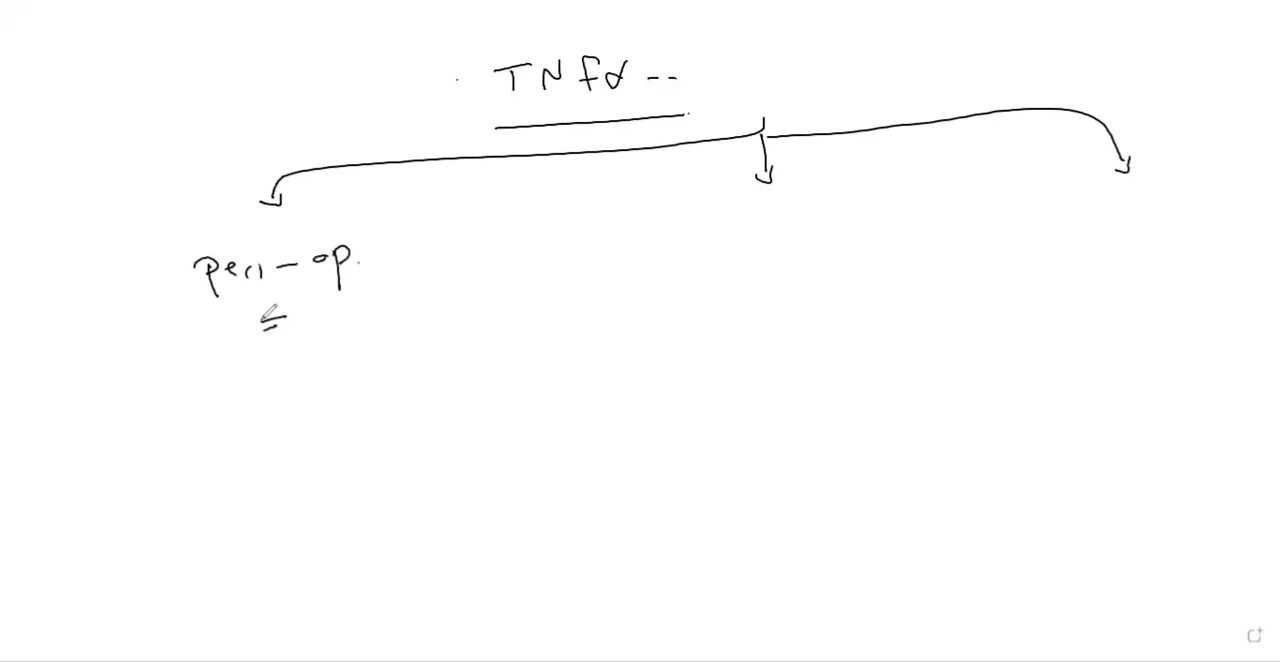 TNFα --
peri - op.